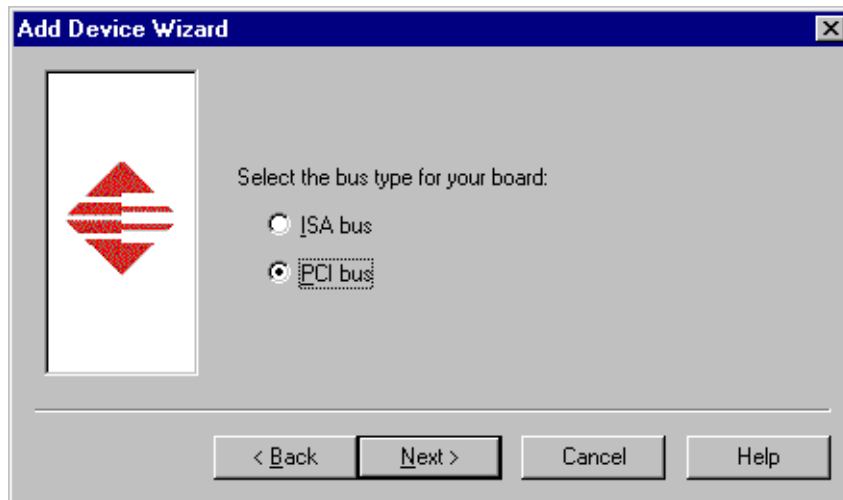 Add Device Wizard
Select the bus type for your board:
ISA bus
PCI bus
< Back Next > Cancel Help